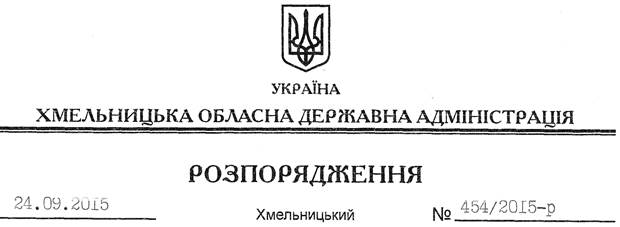 УКРАЇНА
ХМЕЛЬНИЦЬКА ОБЛАСНА ДЕРЖАВНА АДМІНІСТРАЦІЯ
РОЗПОРЯДЖЕННЯ
24.09.2015 Хмельницький № 454/2015-р